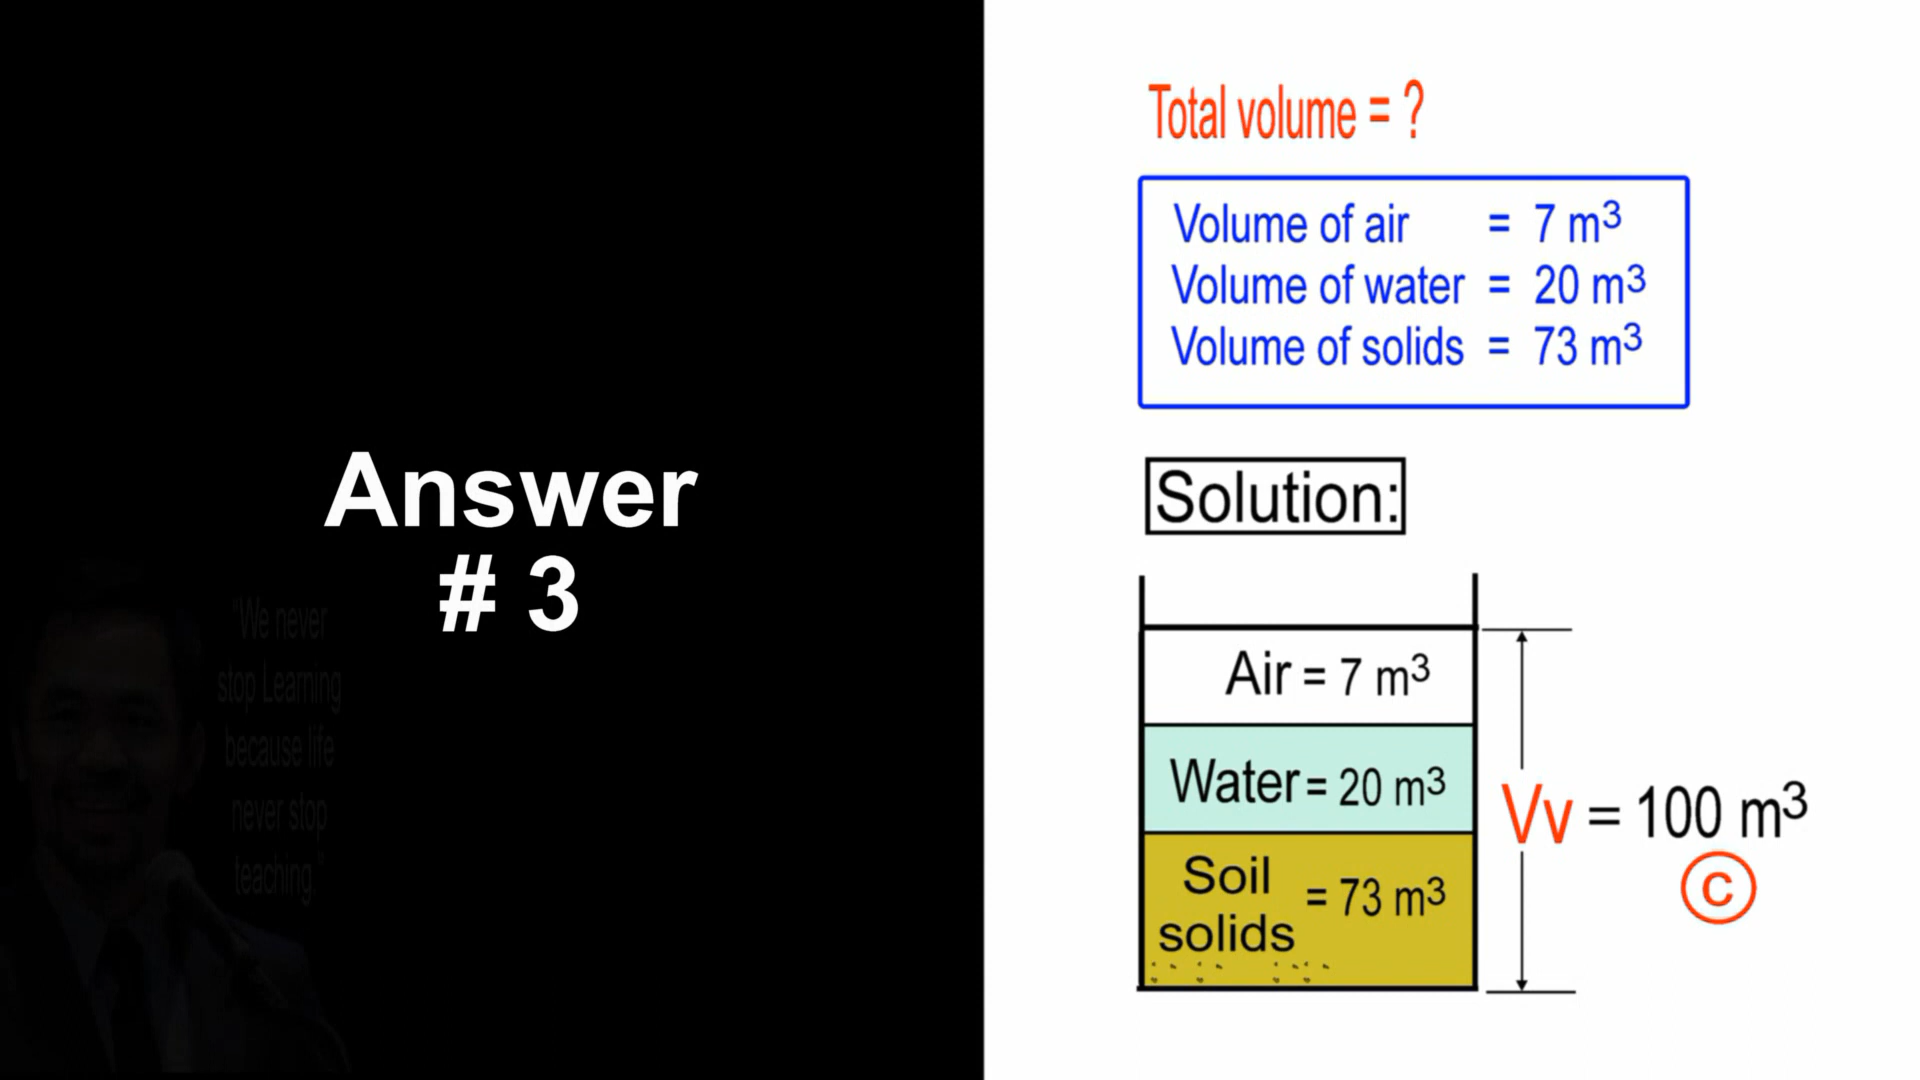 Answer
# 3
"We never
stop Learning
because life
never stop
teaching."
Total volume = ?
Volume of air = 7 m³
Volume of water = 20 m³
Volume of solids = 73 m³
Solution:
Air = 7 m³
Water = 20 m³
Soil
solids = 73 m³
Vv = 100 m³
C